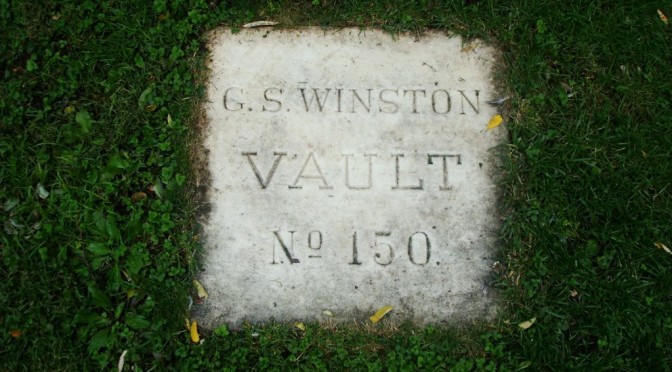 G. S. WINSTON
VAULT
Nº 150.